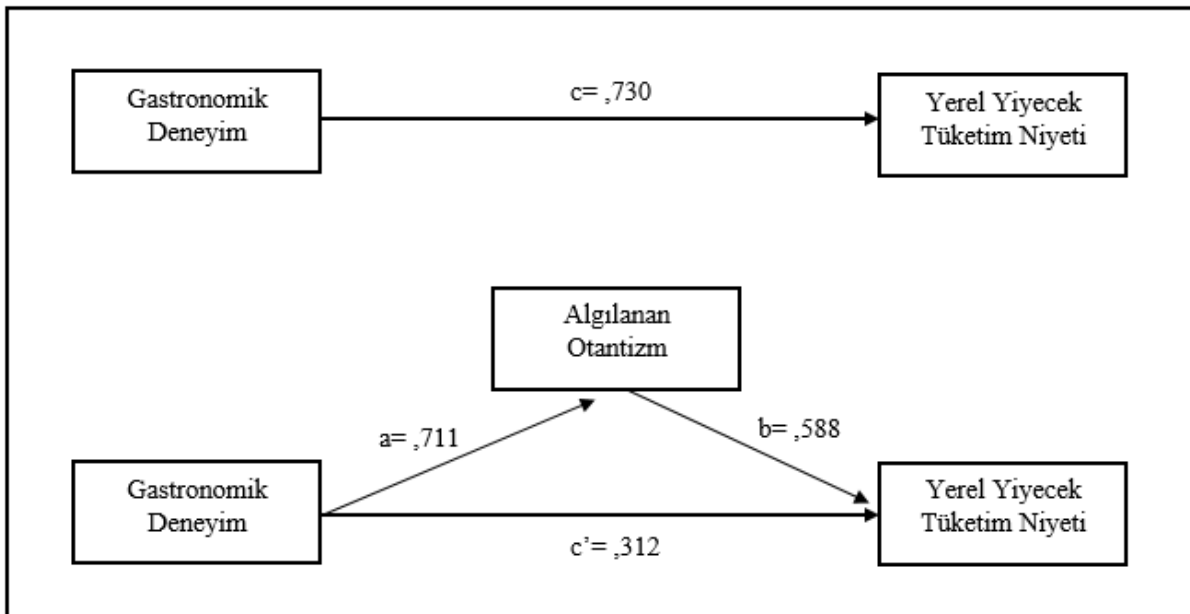 Gastronomik
Deneyim
c= ,730
Yerel Yiyecek
Tüketim Niyeti
Algılanan
Otantizm
a= ,711
b= ,588
Gastronomik
Deneyim
c’= ,312
Yerel Yiyecek
Tüketim Niyeti